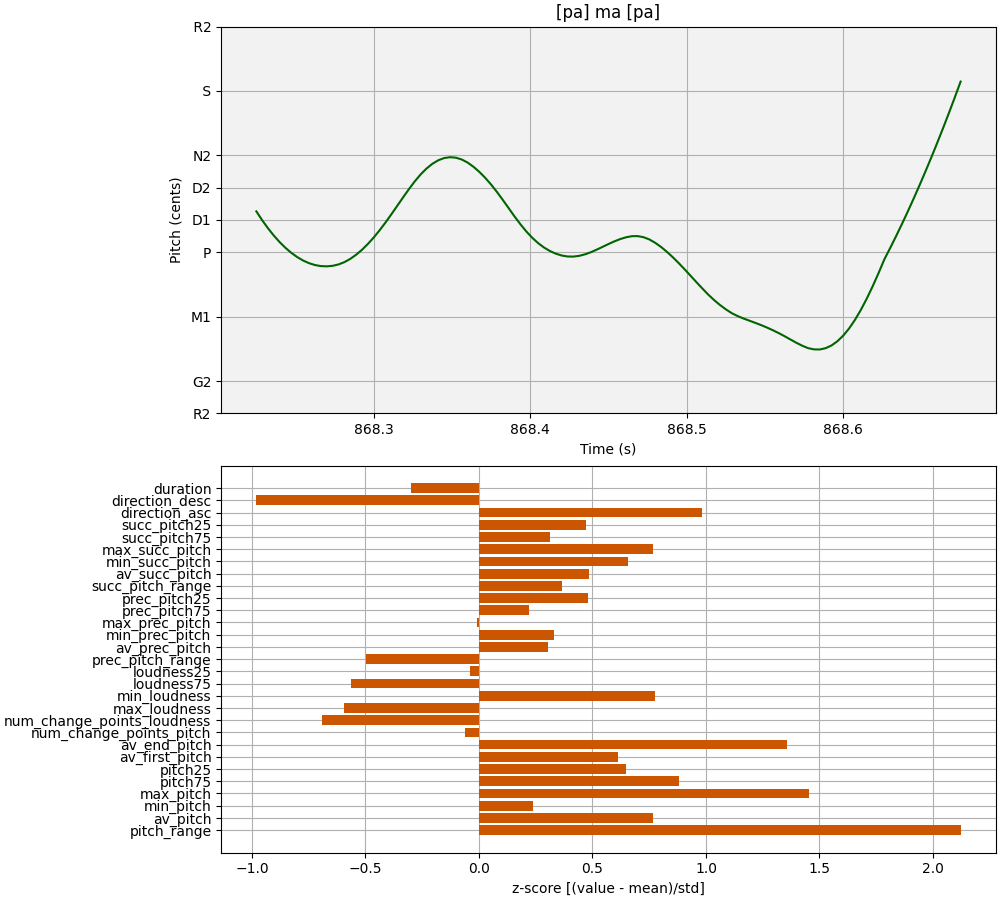 [pa] ma [pa]
R2
S
N2
D2
D1
P
M1
G2
R2
Pitch (cents)
868.3 868.4 868.5 868.6
Time (s)
duration
direction_desc
direction_asc
succ_pitch25
succ_pitch75
max_succ_pitch
min_succ_pitch
av_succ_pitch
succ_pitch_range
prec_pitch25
prec_pitch75
max_prec_pitch
min_prec_pitch
av_prec_pitch
prec_pitch_range
loudness25
loudness75
min_loudness
max_loudness
num_change_points_loudness
num_change_points_pitch
av_end_pitch
av_first_pitch
pitch25
pitch75
max_pitch
min_pitch
av_pitch
pitch_range
−1.0 −0.5 0.0 0.5 1.0 1.5 2.0
z-score [(value - mean)/std]